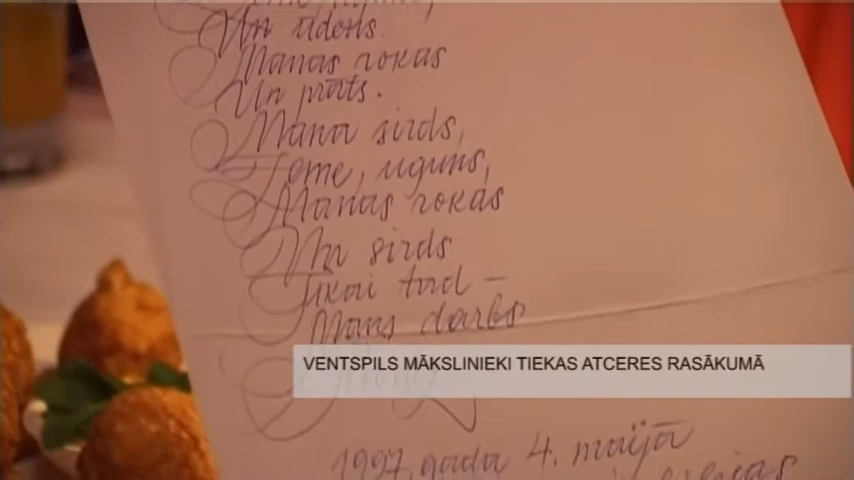 Un ūdens
Manas rokas
Un prāts.
Mana sirds,
Zeme, uguns,
Manas rokas
Un sirds
Tikai tad –
Mans darbs
VENTSPILS MĀKSLINIEKI TIEKAS ATCERES RASĀKUMĀ
1997. gada 4. maijā